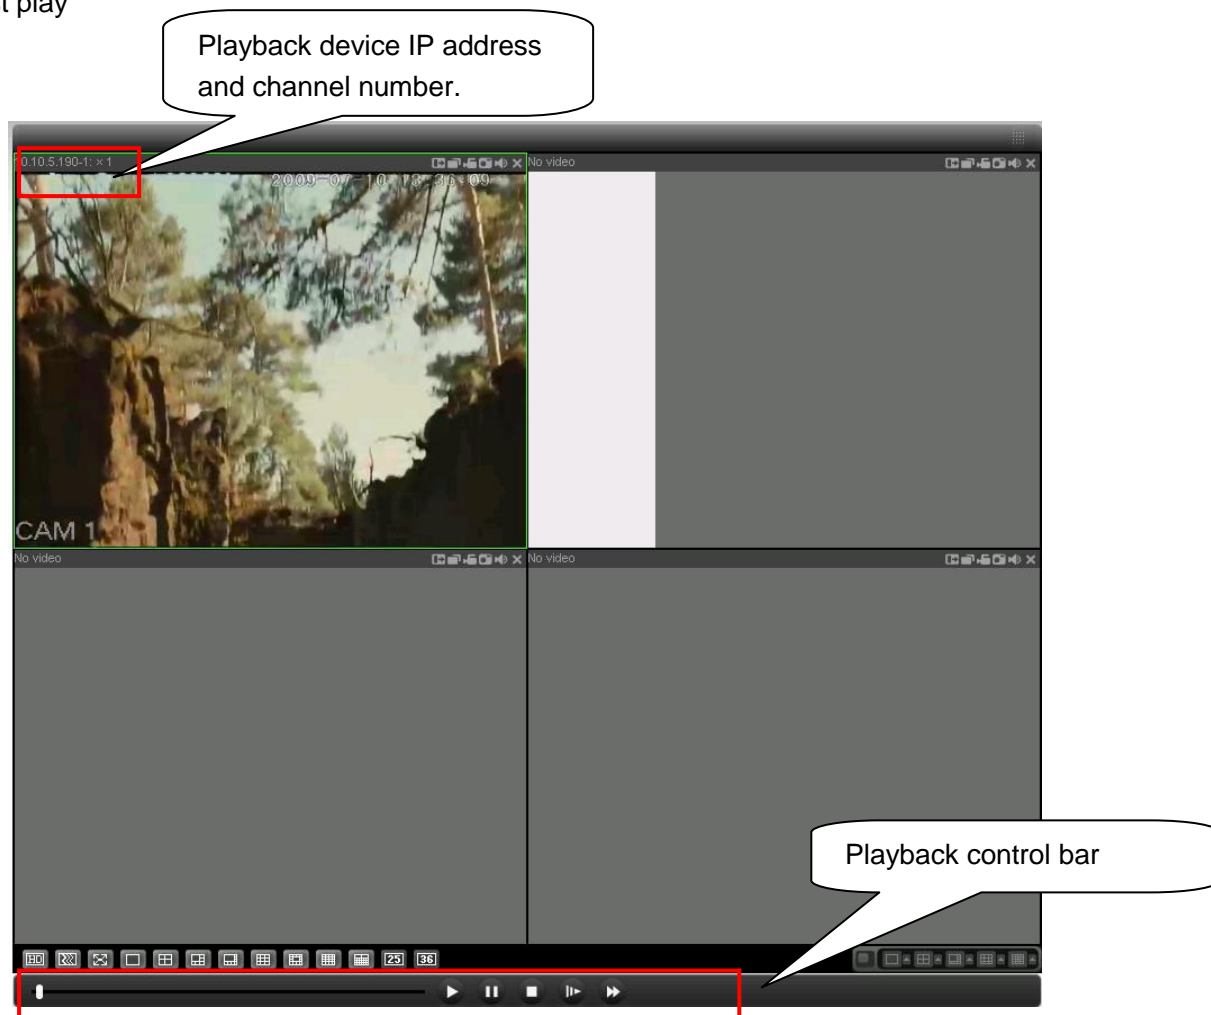 t play
Playback device IP address
and channel number.
0.10.5.190-1: ×1
No video
2009-07-10 13:36:09
CAM 1
No video
No video
Playback control bar
HD
25
36